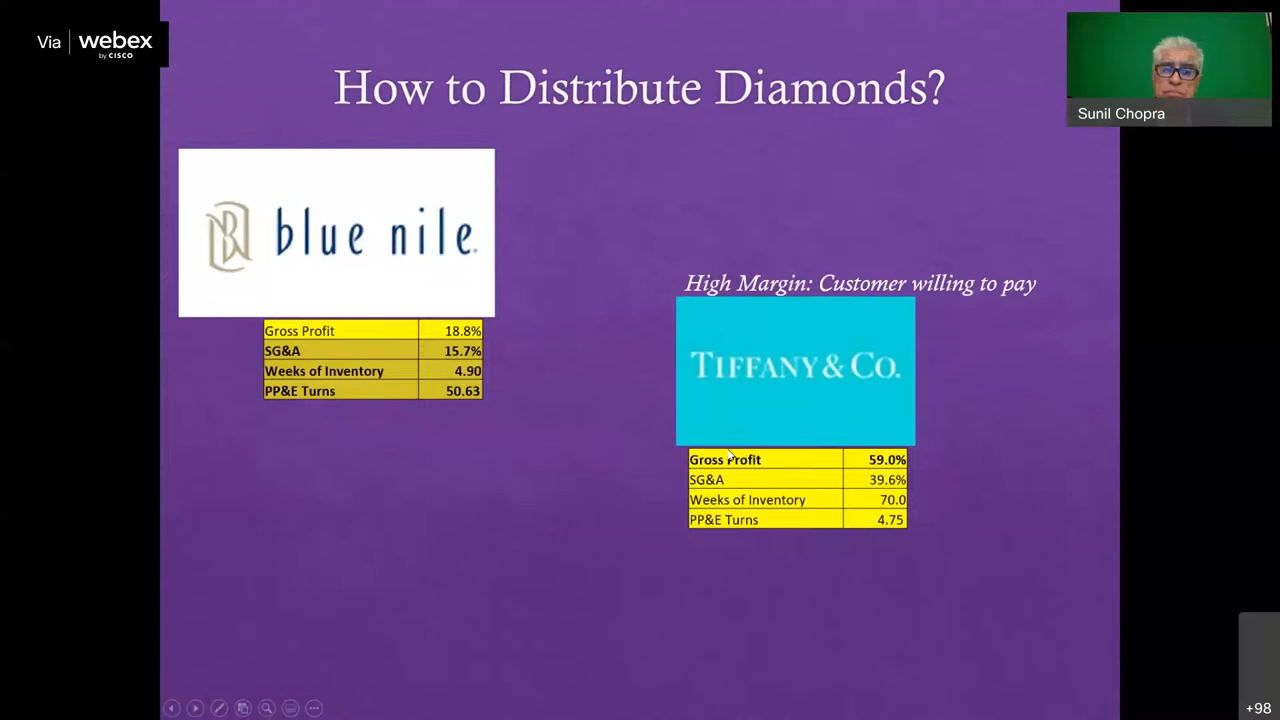 Via webex
by CISCO
How to Distribute Diamonds?
Sunil Chopra
blue nile
Gross Profit 18.8%
SG&A 15.7%
Weeks of Inventory 4.90
PP&E Turns 50.63
High Margin: Customer willing to pay
TIFFANY & CO.
Gross Profit 59.0%
SG&A 39.6%
Weeks of Inventory 70.0
PP&E Turns 4.75
+98